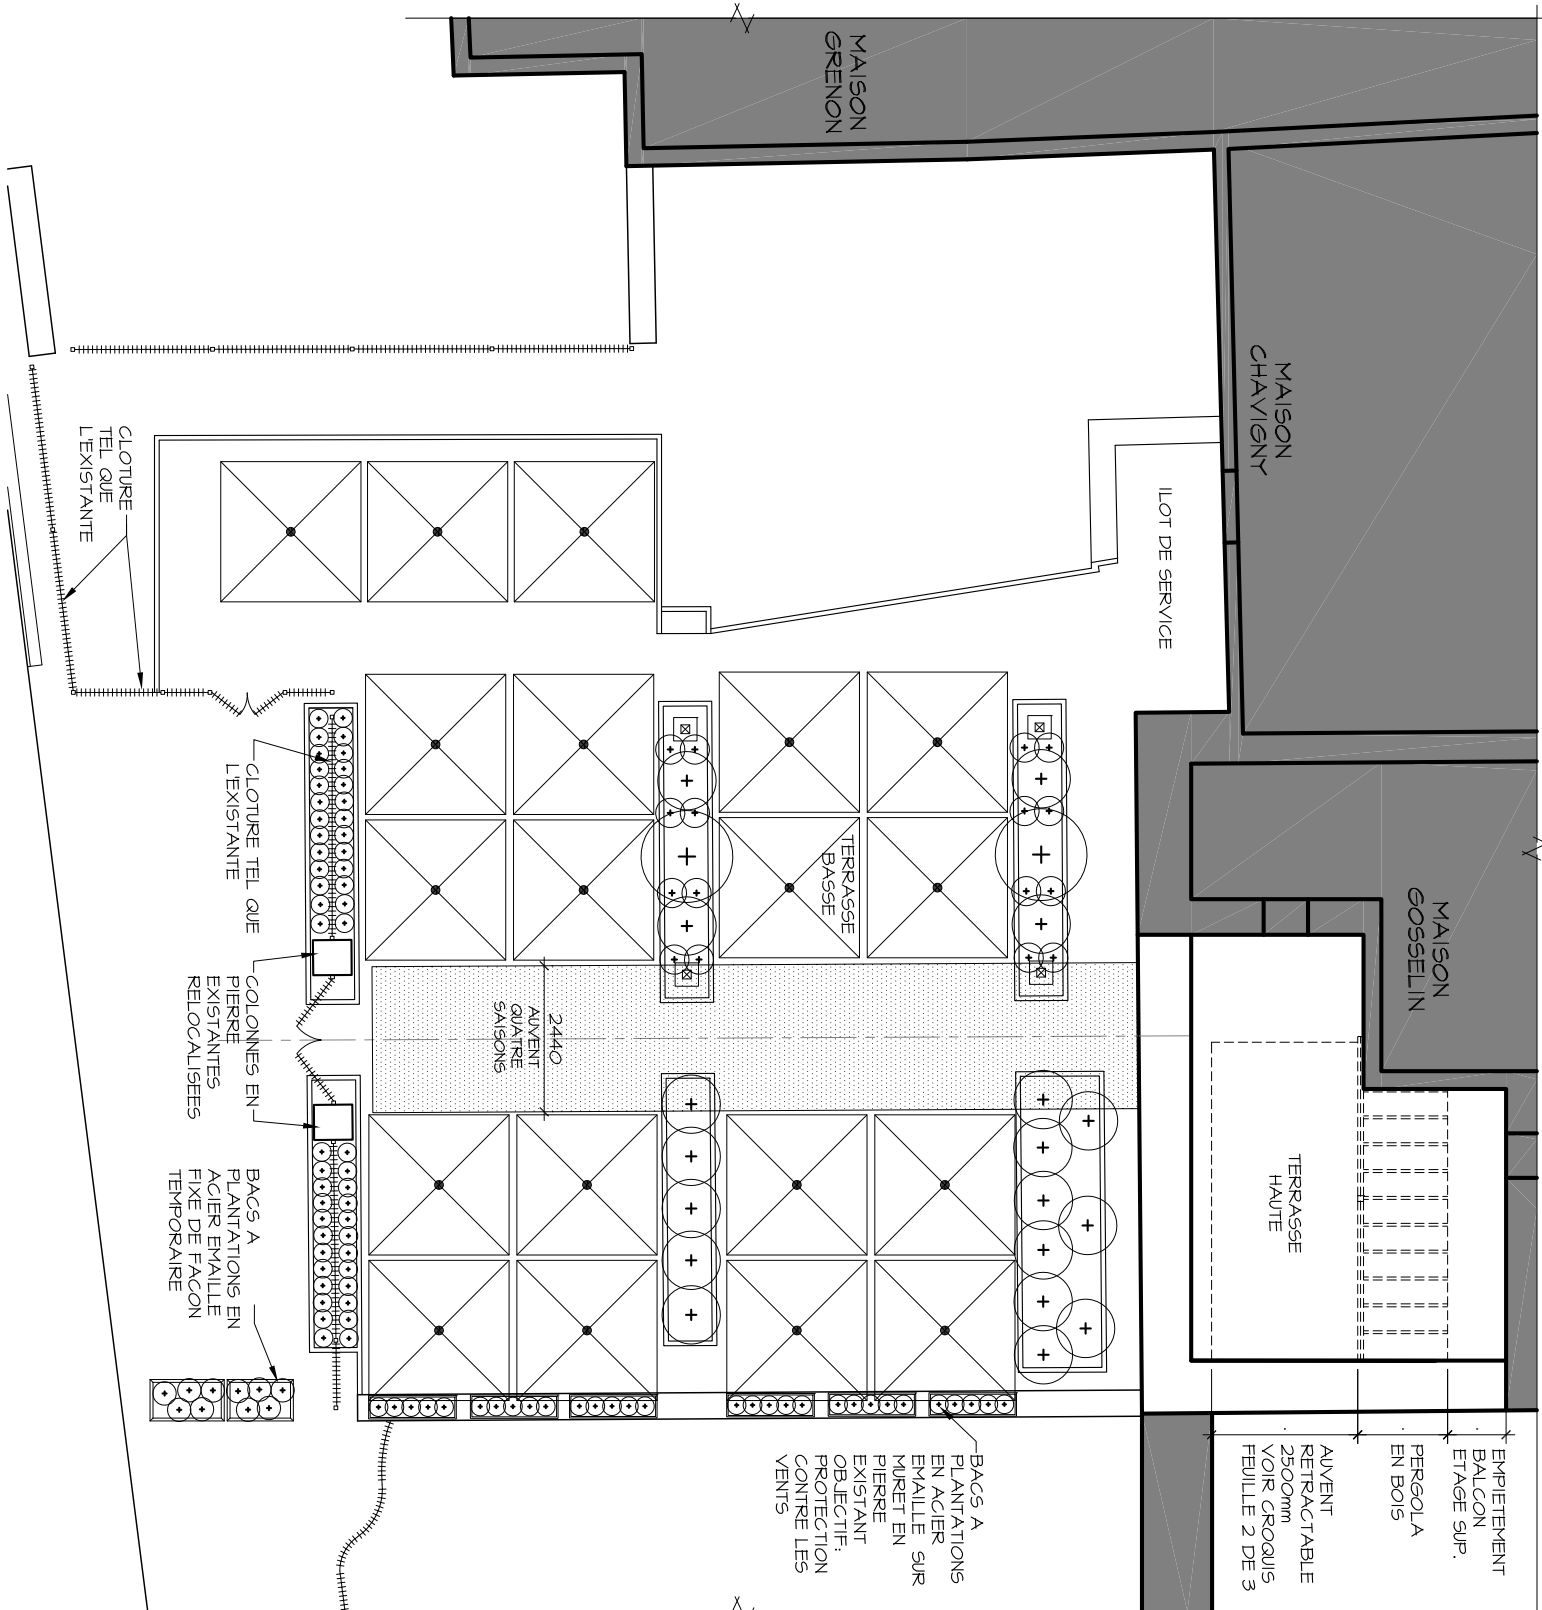 MAISON
GRENON
MAISON
CHAVIGNY
CLOTURE
TEL QUE
L'EXISTANTE
ILOT DE SERVICE
CLOTURE TEL QUE
L'EXISTANTE
TERRASSE
BASSE
MAISON
GOSSELIN
COLONNES EN
PIERRE
EXISTANTES
RELOCALISEES
2440
AUVENT
QUATRE
SAISONS
TERRASSE
HAUTE
BACS A
PLANTATIONS EN
ACIER EMAILLE
FIXE DE FACON
TEMPORAIRE
BACS A
PLANTATIONS
EN ACIER
EMAILLE SUR
MURET EN
PIERRE
EXISTANT
OBJECTIF:
PROTECTION
CONTRE LES
VENTS
EMPIETEMENT
BALCON
ETAGE SUP.
PERGOLA
EN BOIS
AUVENT
RETRACTABLE
2500mm
VOIR CROQUIS
FEUILLE 2 DE 3